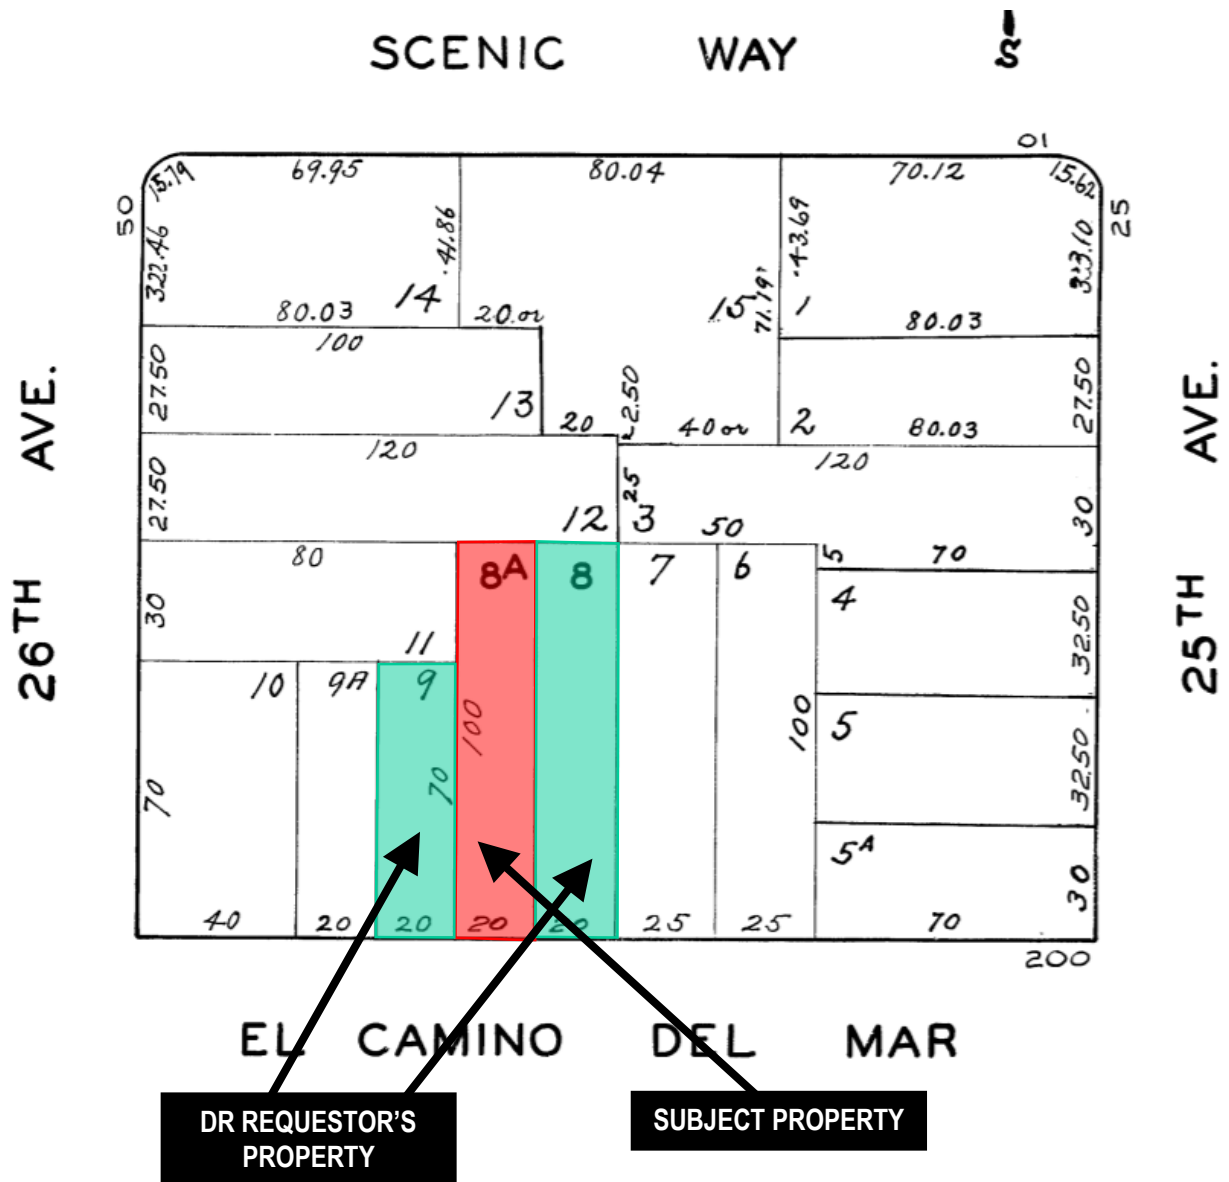 SCENIC WAY
S
01
15.79 69.95 80.04 70.12 15.62
50 25
322.46 41.86 43.69
14 15 71.19 1
80.03 20 or 80.03
100
27.50 13 2.50 27.50
20 40 or 2 80.03
120 120
27.50 25 30
12 3 50
80 8A 8 7 6 5 70
30 4 32.50
11
10 9A 9
100 100 5
70 70 32.50
5A 30
40 20 20 20 20 25 25 70
200
26TH AVE.
25TH AVE.
EL CAMINO DEL MAR
DR REQUESTOR'S
PROPERTY
SUBJECT PROPERTY